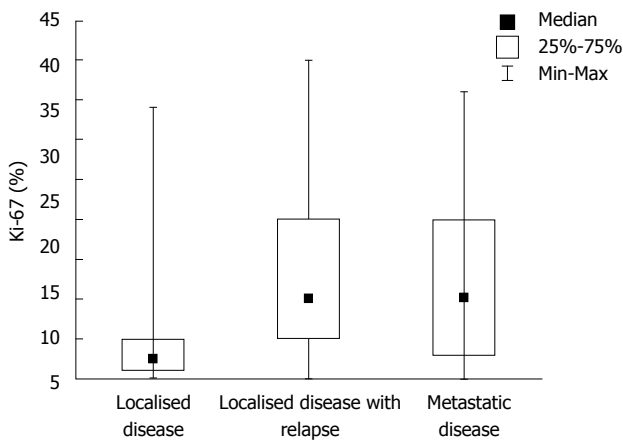 45
40
35
30
25
20
15
10
5
Ki-67 (%)
Median
25%-75%
Min-Max
Localised
disease
Localised disease with
relapse
Metastatic
disease